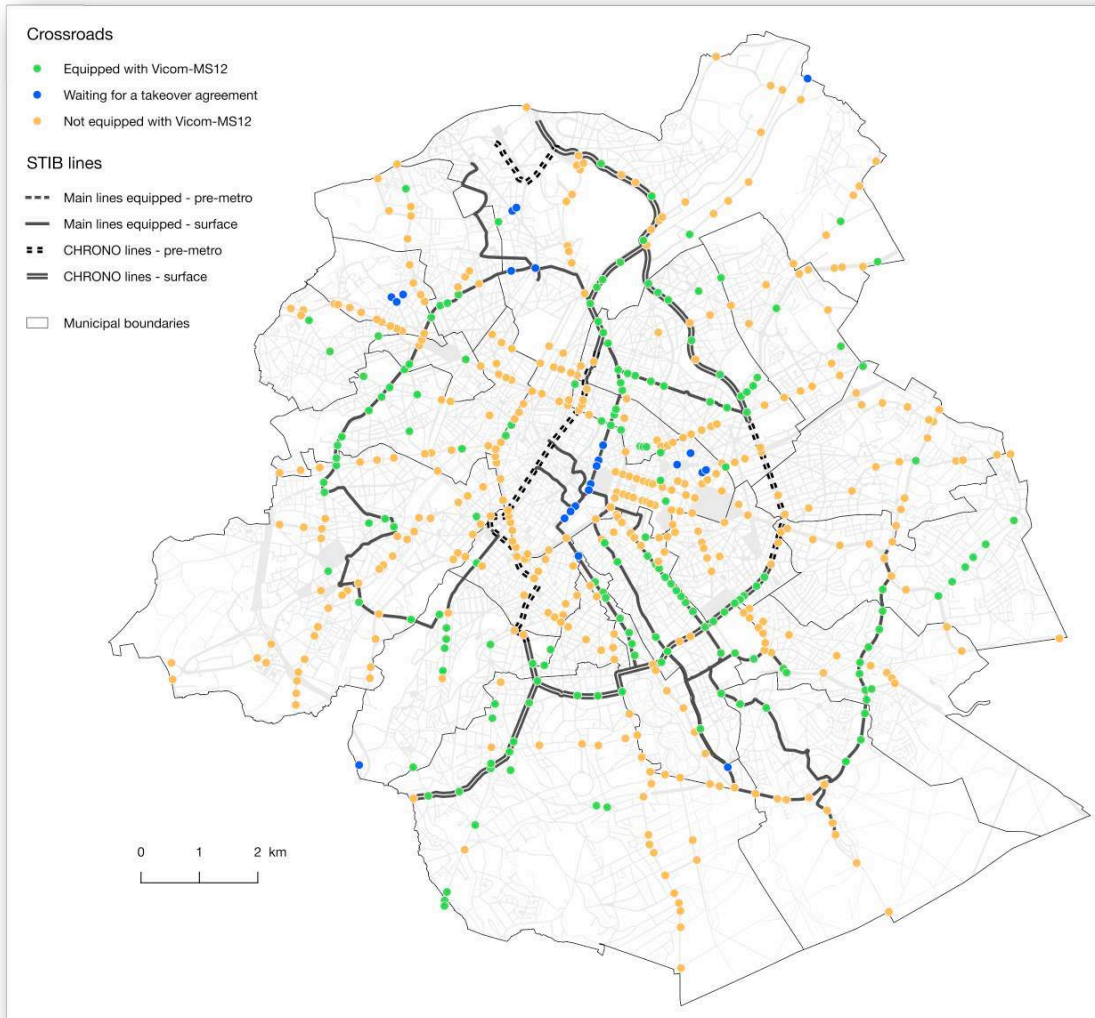 Crossroads
Equipped with Vicom-MS12
Waiting for a takeover agreement
Not equipped with Vicom-MS12
STIB lines
Main lines equipped - pre-metro
Main lines equipped - surface
CHRONO lines - pre-metro
CHRONO lines - surface
Municipal boundaries
0 1 2 km